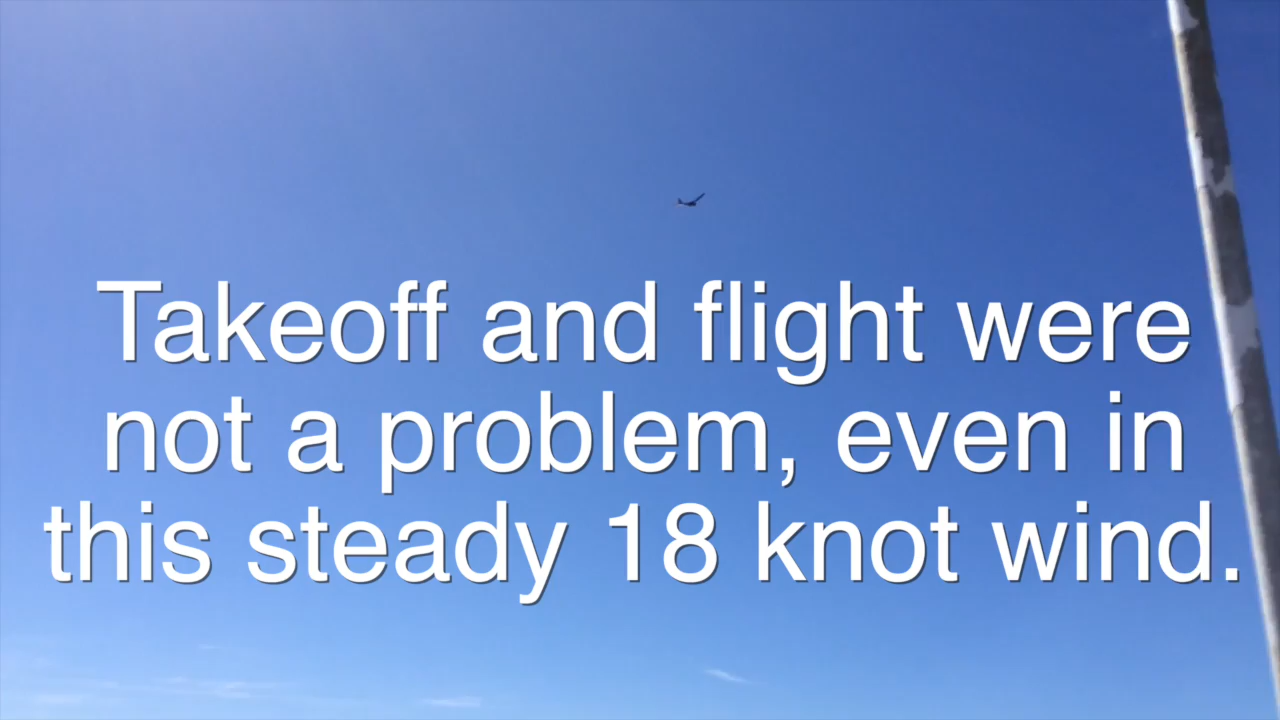 Takeoff and flight were
not a problem, even in
this steady 18 knot wind.